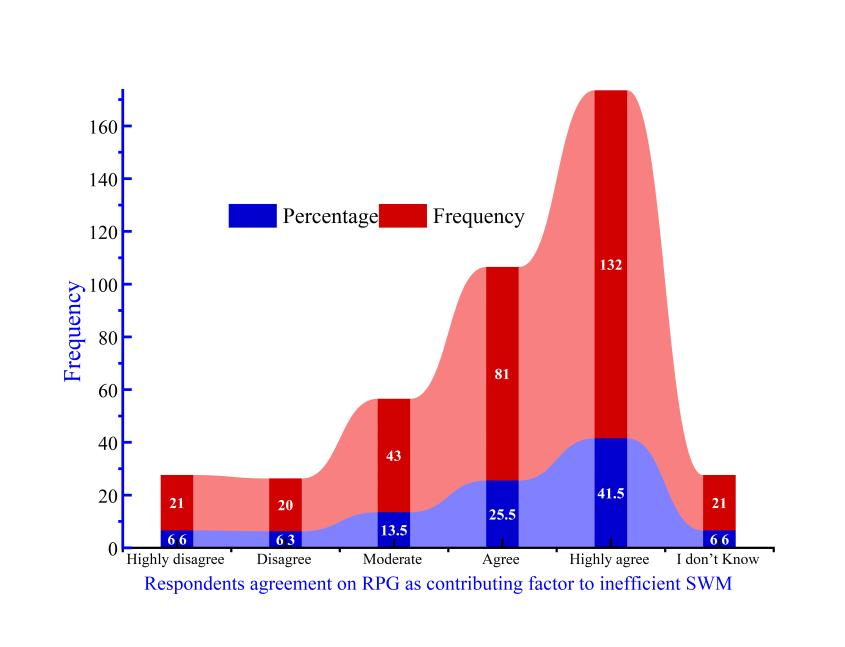 160
140
120
100
80
60
40
20
0
Frequency
Percentage Frequency
132
81
43
21 20 21
41.5
25.5
13.5
6 6 6 3 6 6
Highly disagree Disagree Moderate Agree Highly agree I don't Know
Respondents agreement on RPG as contributing factor to inefficient SWM